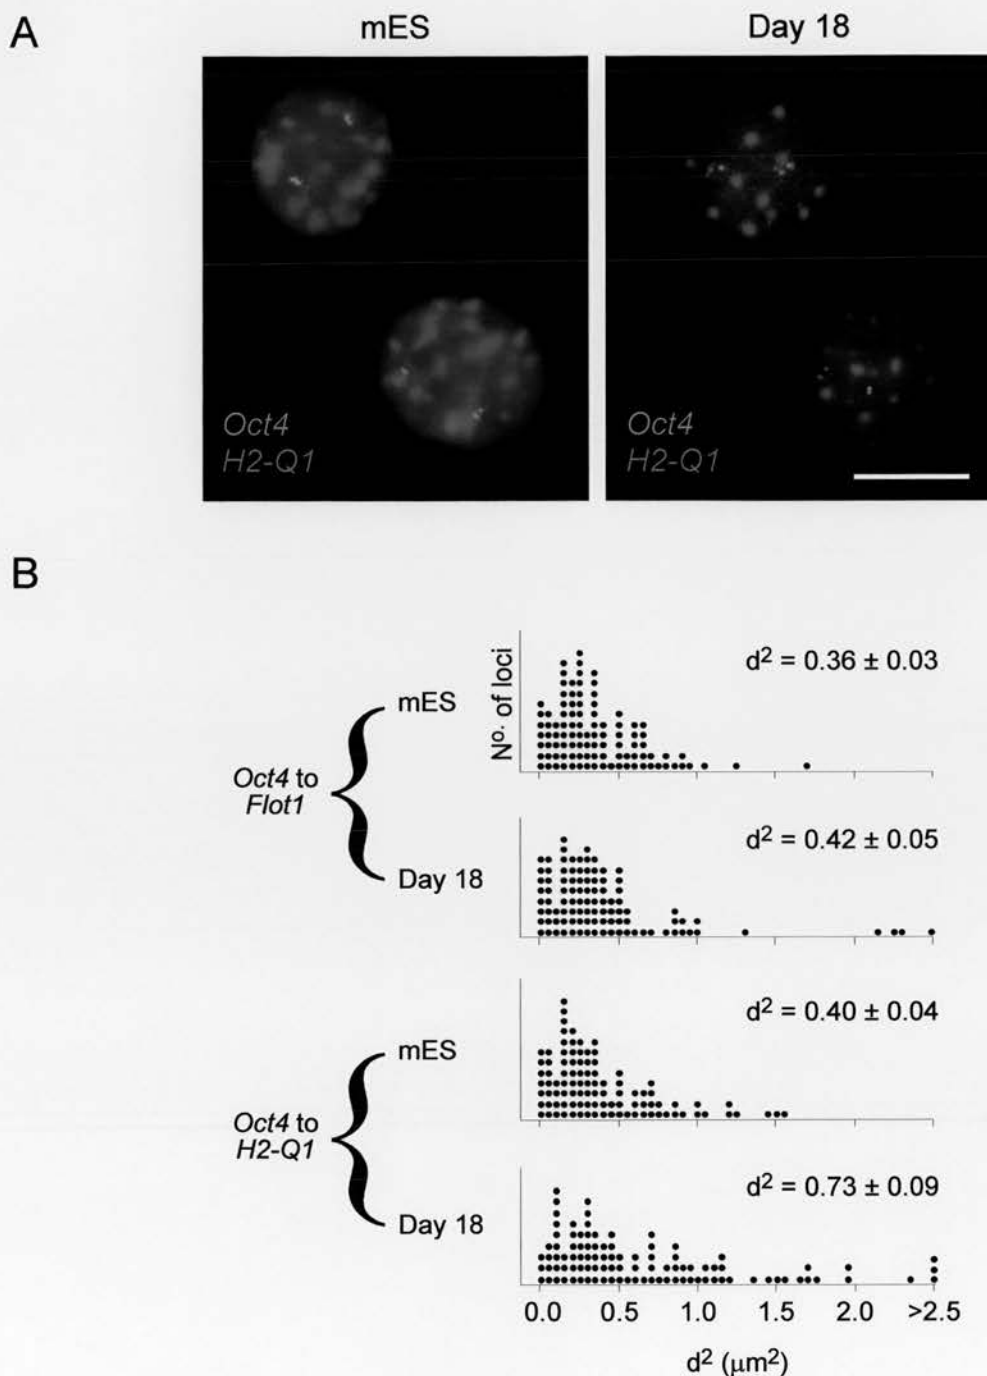 A
mES
Day 18
Oct4
H2-Q1
Oct4
H2-Q1
B
Oct4 to
Flot1
mES
Nº. of loci
d² = 0.36 ± 0.03
Day 18
d² = 0.42 ± 0.05
Oct4 to
H2-Q1
mES
d² = 0.40 ± 0.04
Day 18
d² = 0.73 ± 0.09
0.0 0.5 1.0 1.5 2.0 >2.5
d² (μm²)